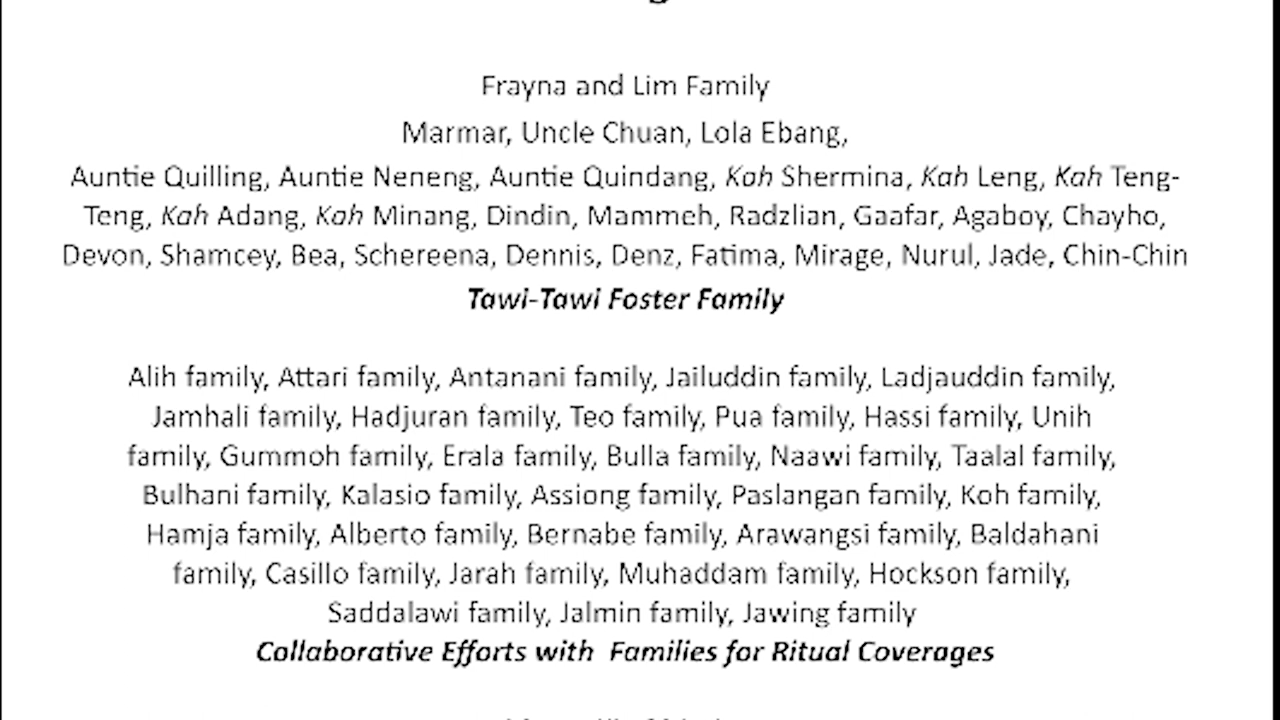 Frayna and Lim Family
Marmar, Uncle Chuan, Lola Ebang,
Auntie Quilling, Auntie Neneng, Auntie Quindang, Kah Shermina, Kah Leng, Kah Teng-
Teng, Kah Adang, Kah Minang, Dindin, Mammeh, Radzlian, Gaafar, Agaboy, Chayho,
Devon, Shamcey, Bea, Schereena, Dennis, Denz, Fatima, Mirage, Nurul, Jade, Chin-Chin
Tawi-Tawi Foster Family
Alih family, Attari family, Antanani family, Jailuddin family, Ladjauddin family,
Jamhali family, Hadjuran family, Teo family, Pua family, Hassi family, Unih
family, Gummoh family, Erala family, Bulla family, Naawi family, Taalal family,
Bulhani family, Kalasio family, Assiong family, Paslangan family, Koh family,
Hamja family, Alberto family, Bernabe family, Arawangsi family, Baldahani
family, Casillo family, Jarah family, Muhaddam family, Hockson family,
Saddalawi family, Jalmin family, Jawing family
Collaborative Efforts with Families for Ritual Coverages